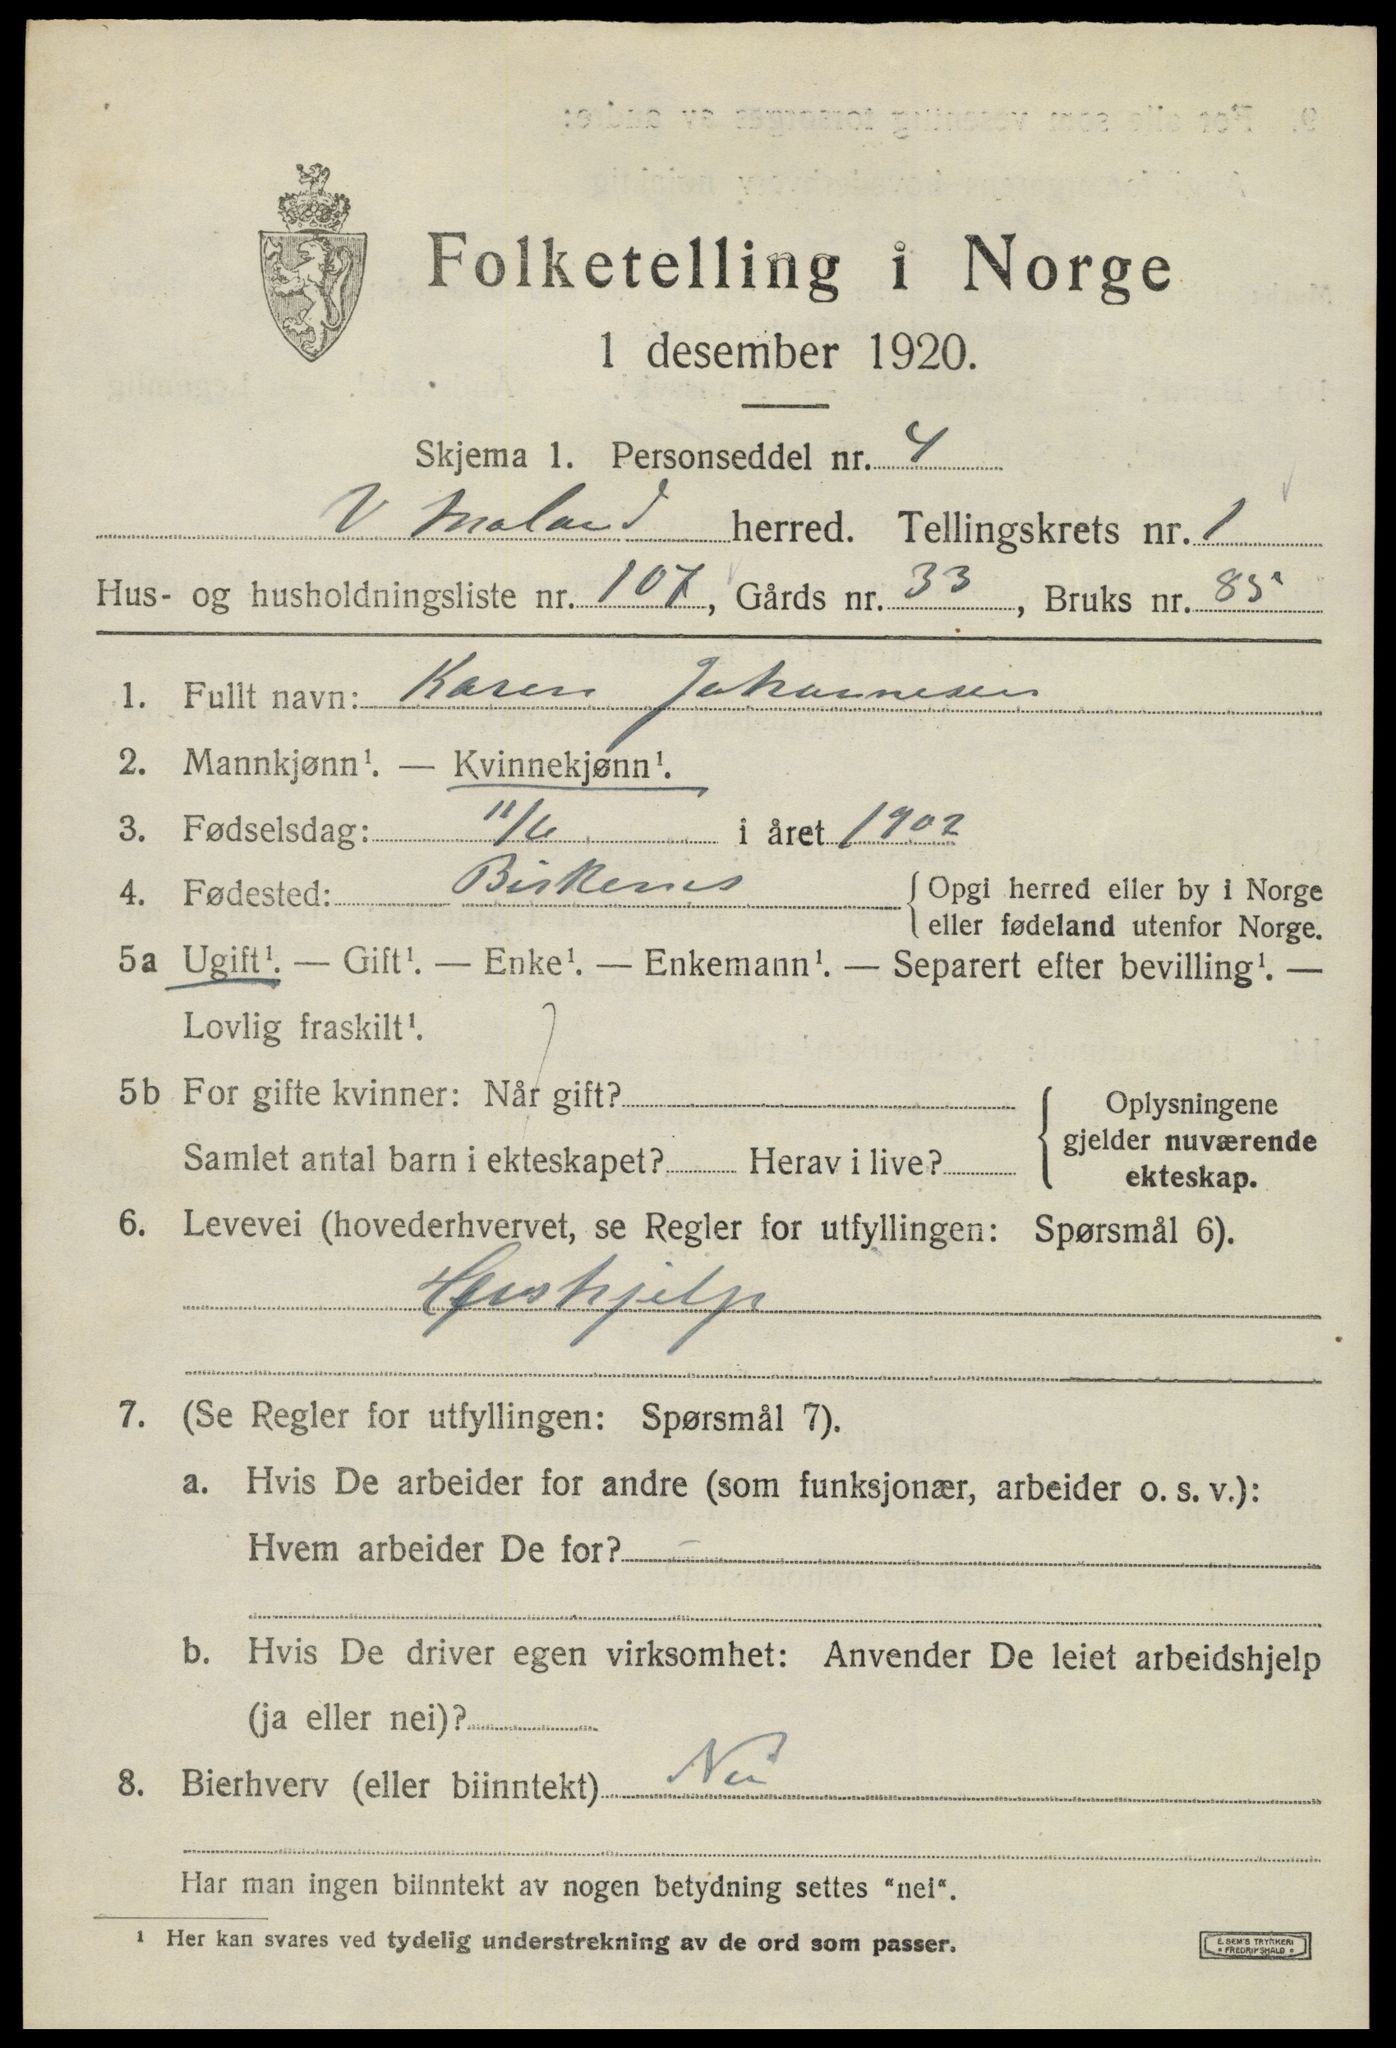 Folketelling i Norge
1 desember 1920.
Skjema 1. Personseddel nr. 4
V Moland herred. Tellingskrets nr. 1
Hus- og husholdningsliste nr. 107, Gårds nr. 33, Bruks nr. 85
1. Fullt navn: Karen Johannesen
2. Mannkjønn¹. — Kvinnekjønn¹.
3. Fødselsdag: 11/6 i året 1902
4. Fødested: Birkenes { Opgi herred eller by i Norge
eller fødeland utenfor Norge.
5a Ugift¹. — Gift¹. — Enke¹. — Enkemann¹. — Separert efter bevilling¹. —
Lovlig fraskilt¹.
5b For gifte kvinner: Når gift? { Oplysningene
gjelder nuværende
Samlet antal barn i ekteskapet? Herav i live? ekteskap.
6. Levevei (hovederhvervet, se Regler for utfyllingen: Spørsmål 6).
Hushjelp
7. (Se Regler for utfyllingen: Spørsmål 7).
a. Hvis De arbeider for andre (som funksjonær, arbeider o. s. v.):
Hvem arbeider De for? —
b. Hvis De driver egen virksomhet: Anvender De leiet arbeidshjelp
(ja eller nei)?
8. Bierhverv (eller biinntekt) Nei
Har man ingen biinntekt av nogen betydning settes "nei".
¹ Her kan svares ved tydelig understrekning av de ord som passer.
E. SEM'S TRYKKERI
• FREDRIKSHALD •